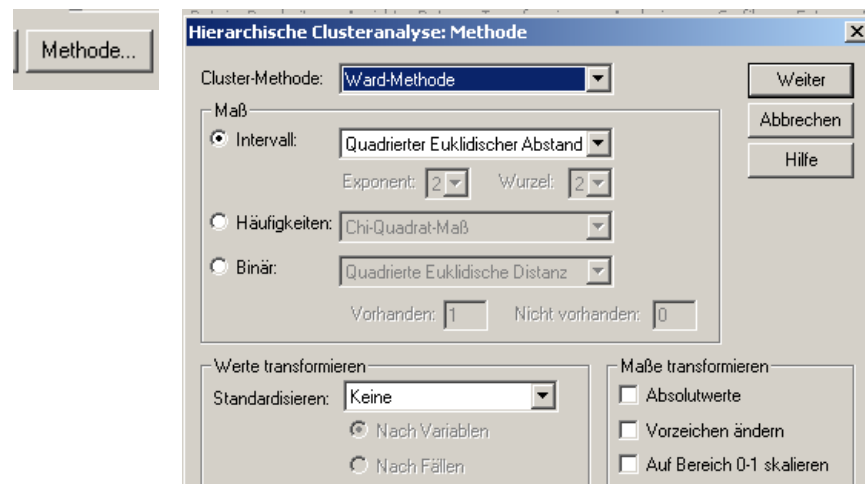 Methode...
Hierarchische Clusteranalyse: Methode
Cluster-Methode: Ward-Methode
Weiter
Maß
Abbrechen
Intervall: Quadrierter Euklidischer Abstand
Hilfe
Exponent: 2 Wurzel: 2
Häufigkeiten: Chi-Quadrat-Maß
Binär: Quadrierte Euklidische Distanz
Vorhanden: 1 Nicht vorhanden: 0
Werte transformieren
Standardisieren: Keine
Nach Variablen
Nach Fällen
Maße transformieren
Absolutwerte
Vorzeichen ändern
Auf Bereich 0-1 skalieren